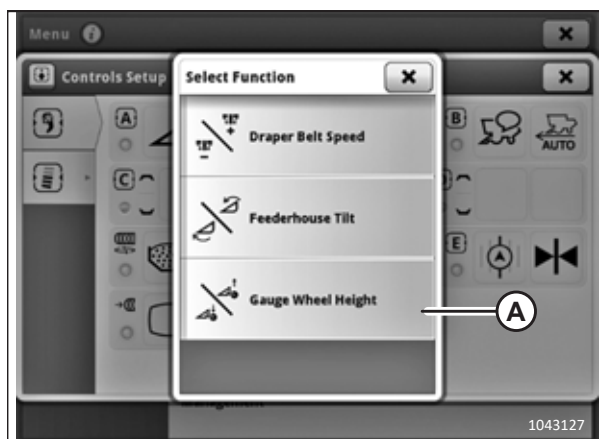 Menu
Controls Setup
Select Function
A
B
Draper Belt Speed
AUTO
C
Feederhouse Tilt
E
Gauge Wheel Height
A
1043127